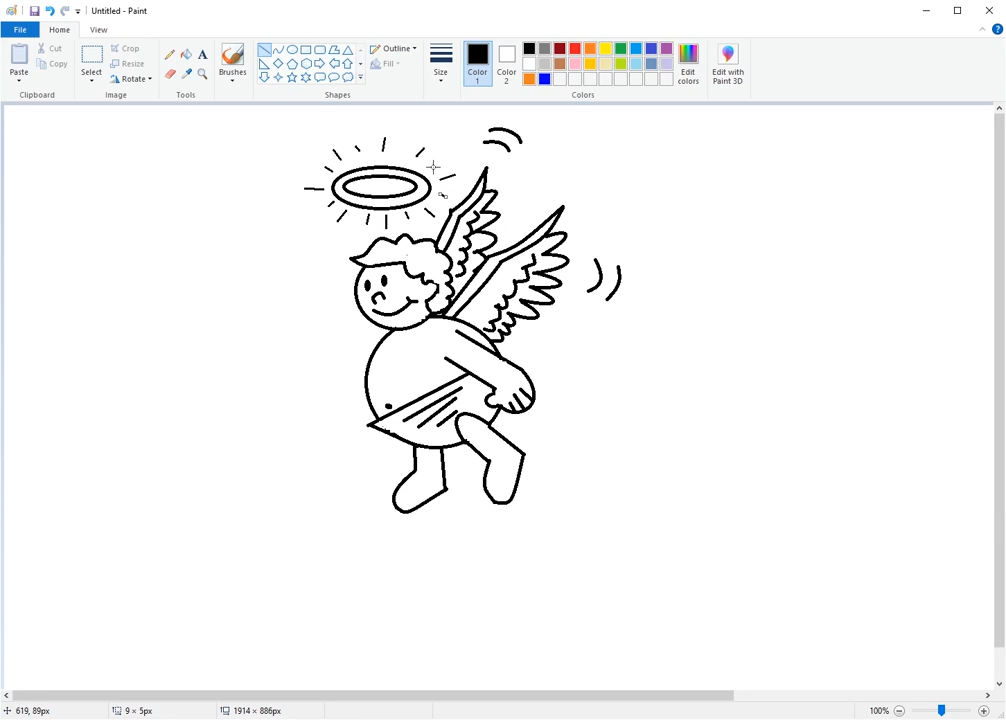 Untitled - Paint
File Home View
Paste
Cut
Copy
Clipboard
Select
Crop
Resize
Rotate
Image
A
Tools
Brushes
Outline
Fill
Shapes
Size
Color 1
Color 2
Edit colors
Colors
Edit with Paint 3D
619, 89px 9 × 5px 1914 × 886px 100%